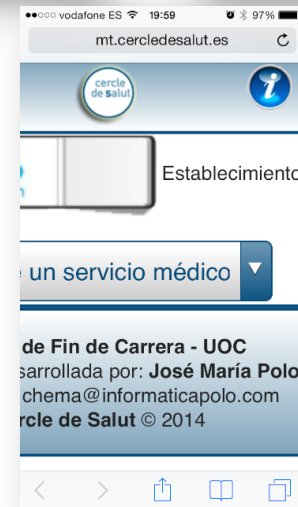 vodafone ES 19:59 97%
mt.cercledesalut.es
cercle
de salut
i
Establecimiento
un servicio médico
de Fin de Carrera - UOC
sarrollada por: José María Polo
chema@informaticapolo.com
rcle de Salut © 2014